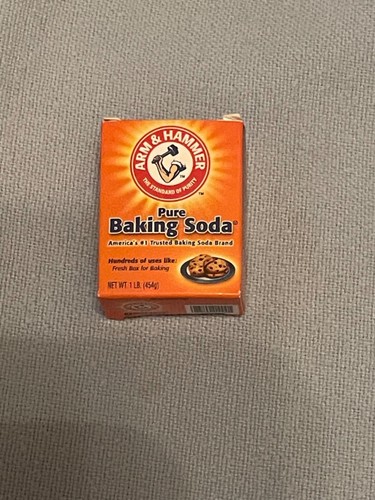 ARM & HAMMER
THE STANDARD OF PURITY
™
Pure
Baking Soda®
America's #1 Trusted Baking Soda Brand
Hundreds of uses like:
Fresh Box for Baking
NET WT. 1 LB. (454g)